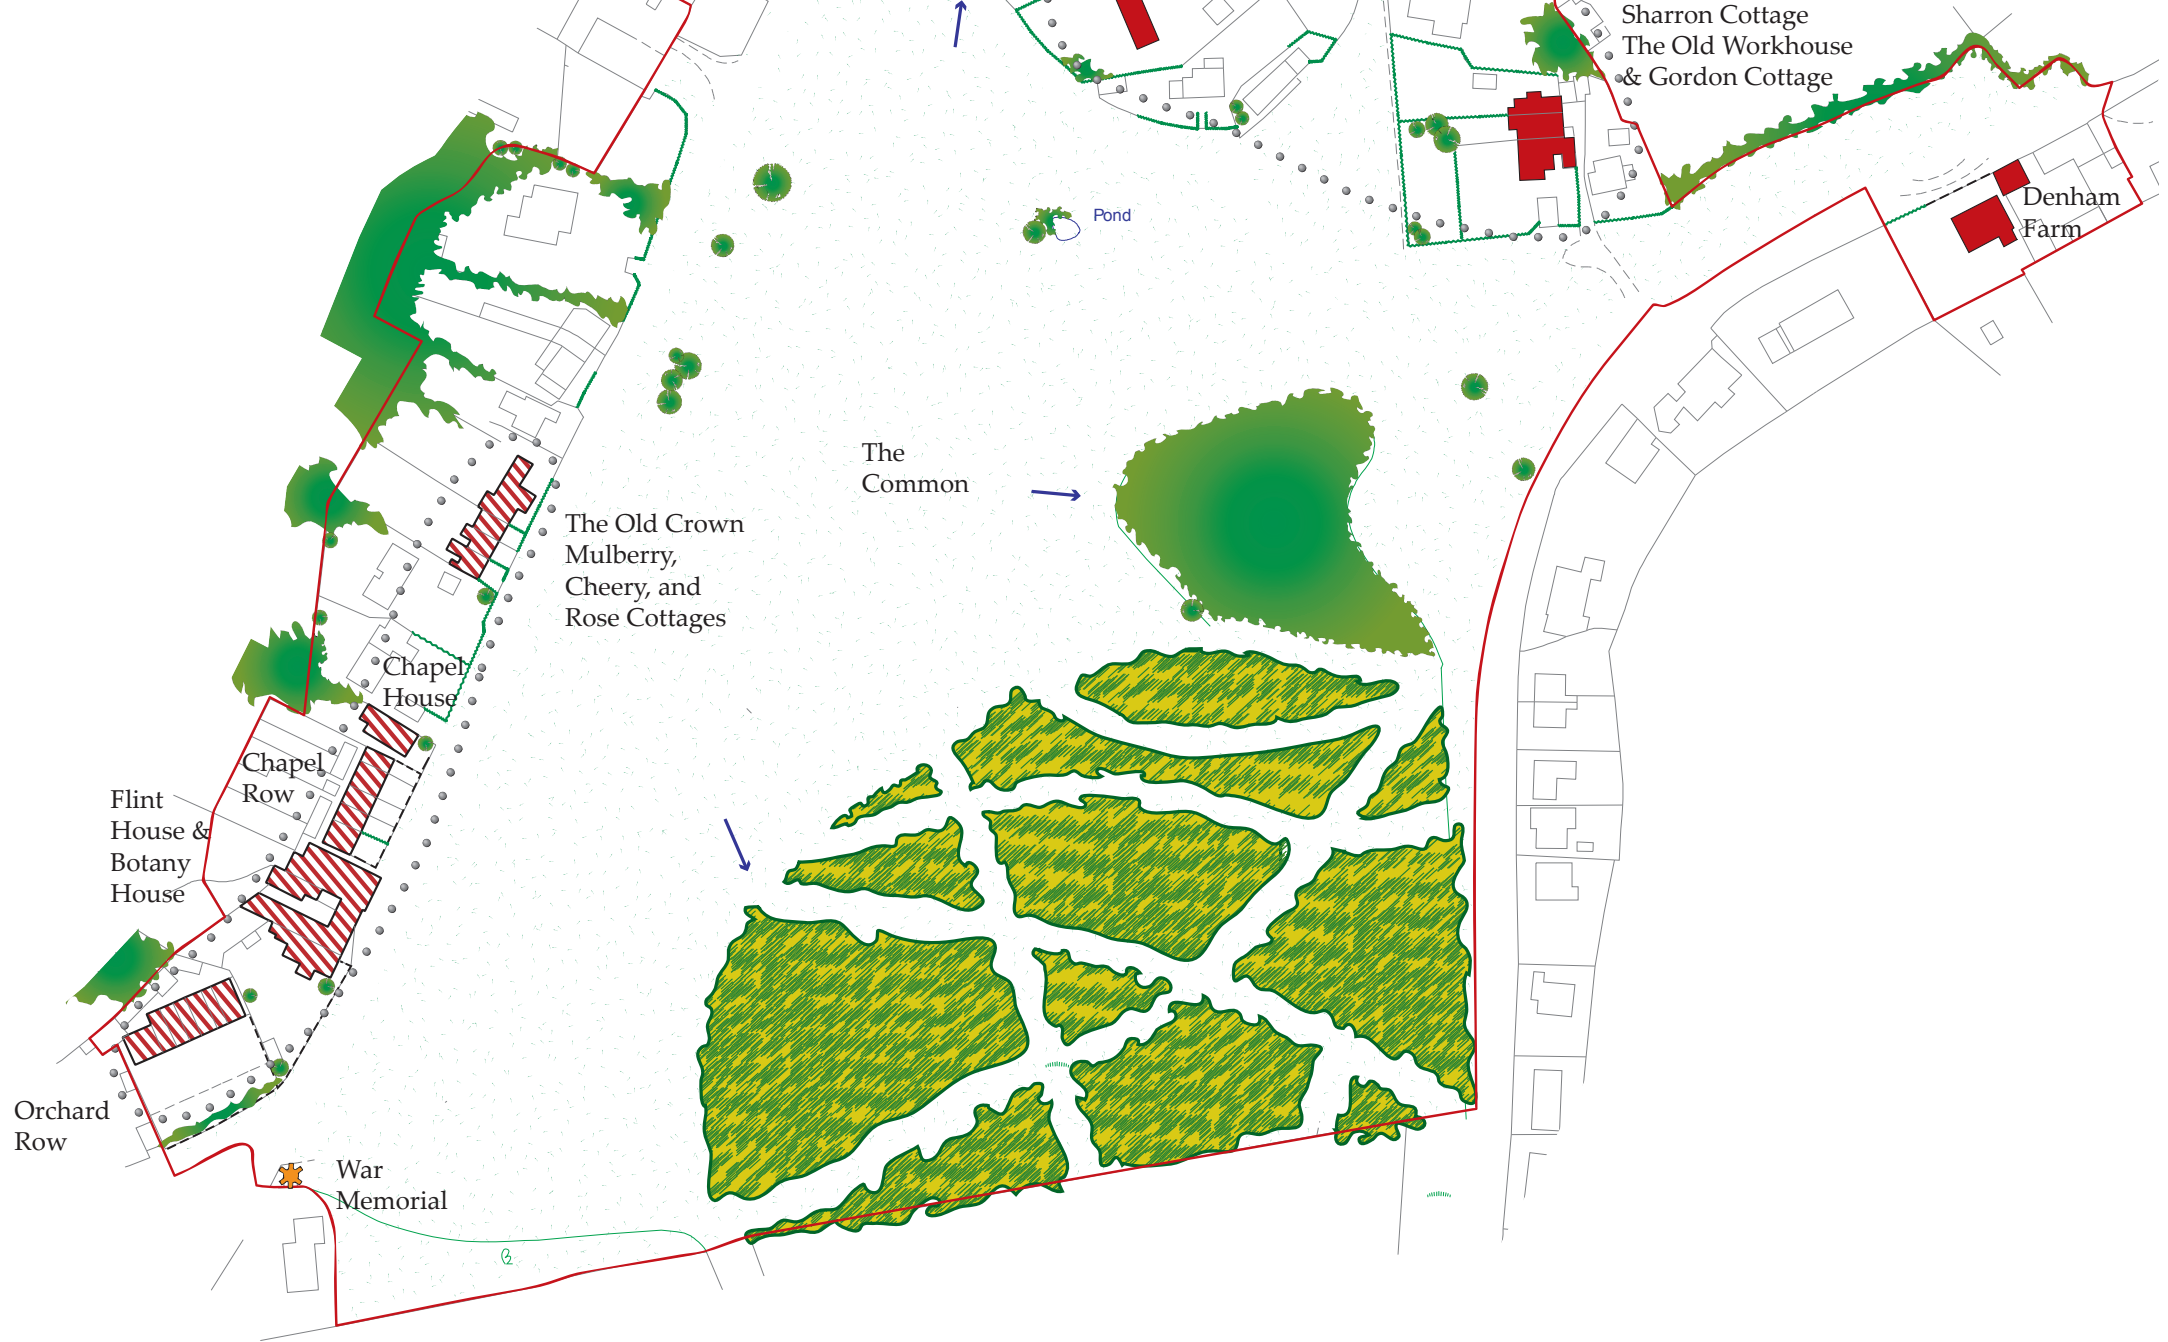 Sharron Cottage
The Old Workhouse
& Gordon Cottage
Denham
Farm
Pond
The
Common
The Old Crown
Mulberry,
Cheery, and
Rose Cottages
Chapel
House
Chapel
Row
Flint
House &
Botany
House
Orchard
Row
War
Memorial